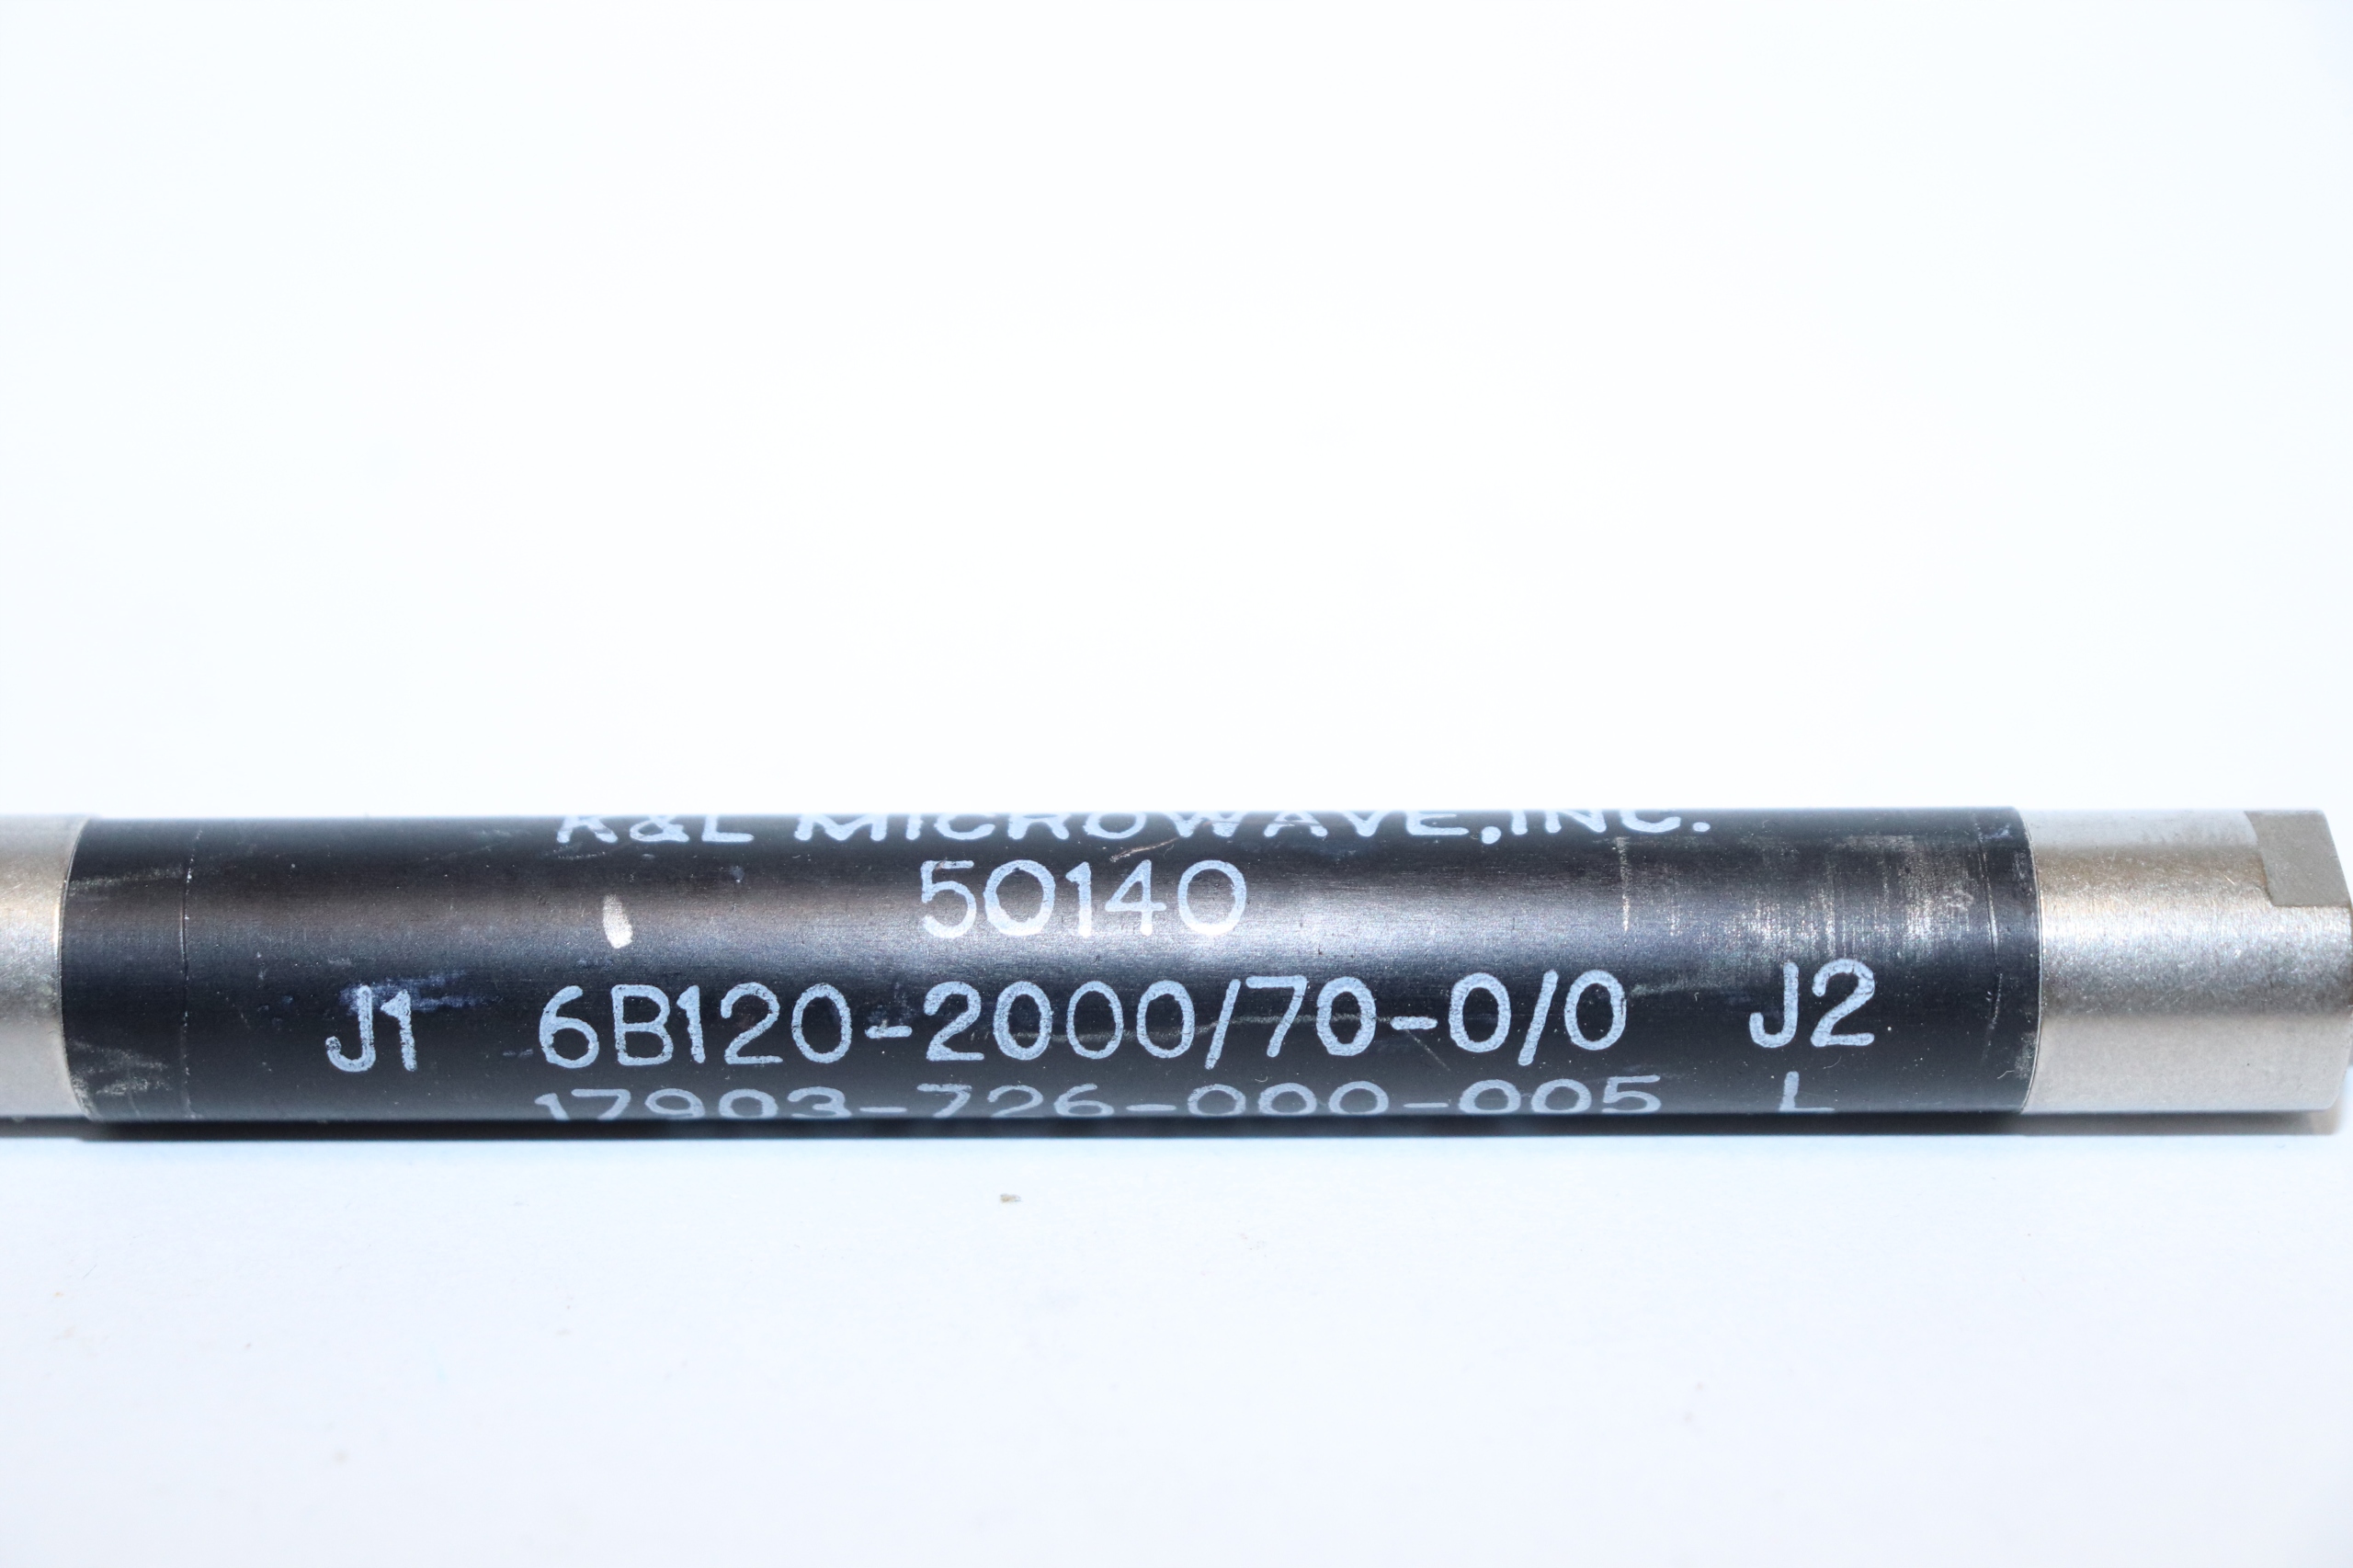 K&L MICROWAVE,INC.
50140
J1 6B120-2000/70-0/0 J2
17903-726-000-005 L